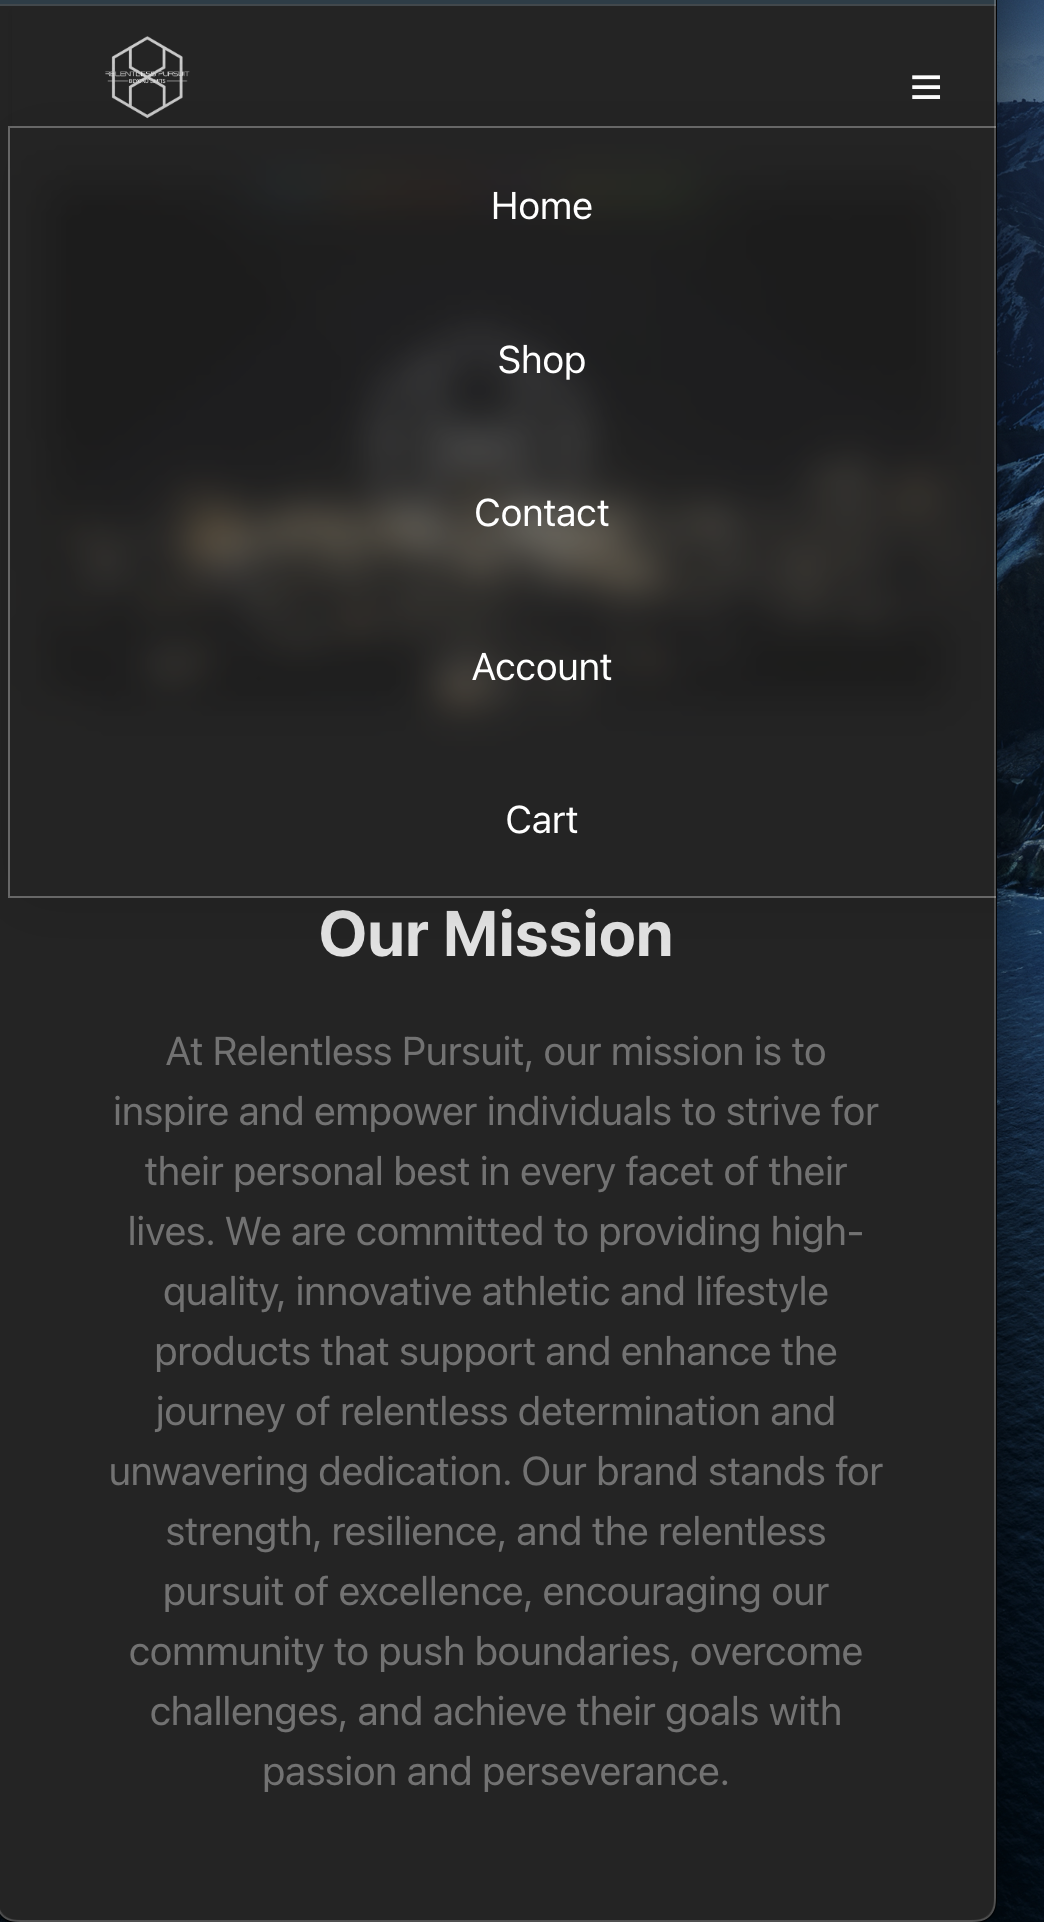 RELENTLESS PURSUIT
Home
Shop
Contact
Account
Cart
Our Mission
At Relentless Pursuit, our mission is to
inspire and empower individuals to strive for
their personal best in every facet of their
lives. We are committed to providing high-
quality, innovative athletic and lifestyle
products that support and enhance the
journey of relentless determination and
unwavering dedication. Our brand stands for
strength, resilience, and the relentless
pursuit of excellence, encouraging our
community to push boundaries, overcome
challenges, and achieve their goals with
passion and perseverance.